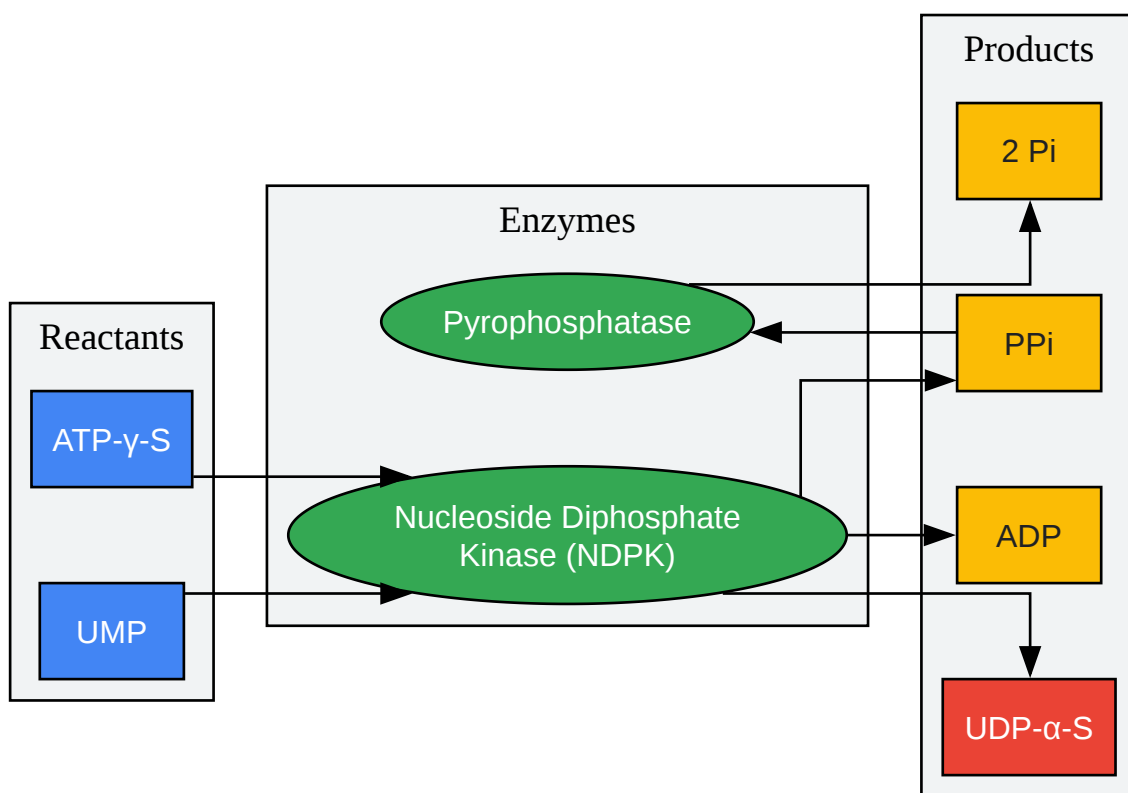 Reactants
ATP-γ-S
UMP
Enzymes
Pyrophosphatase
Nucleoside Diphosphate
Kinase (NDPK)
Products
2 Pi
PPi
ADP
UDP-α-S